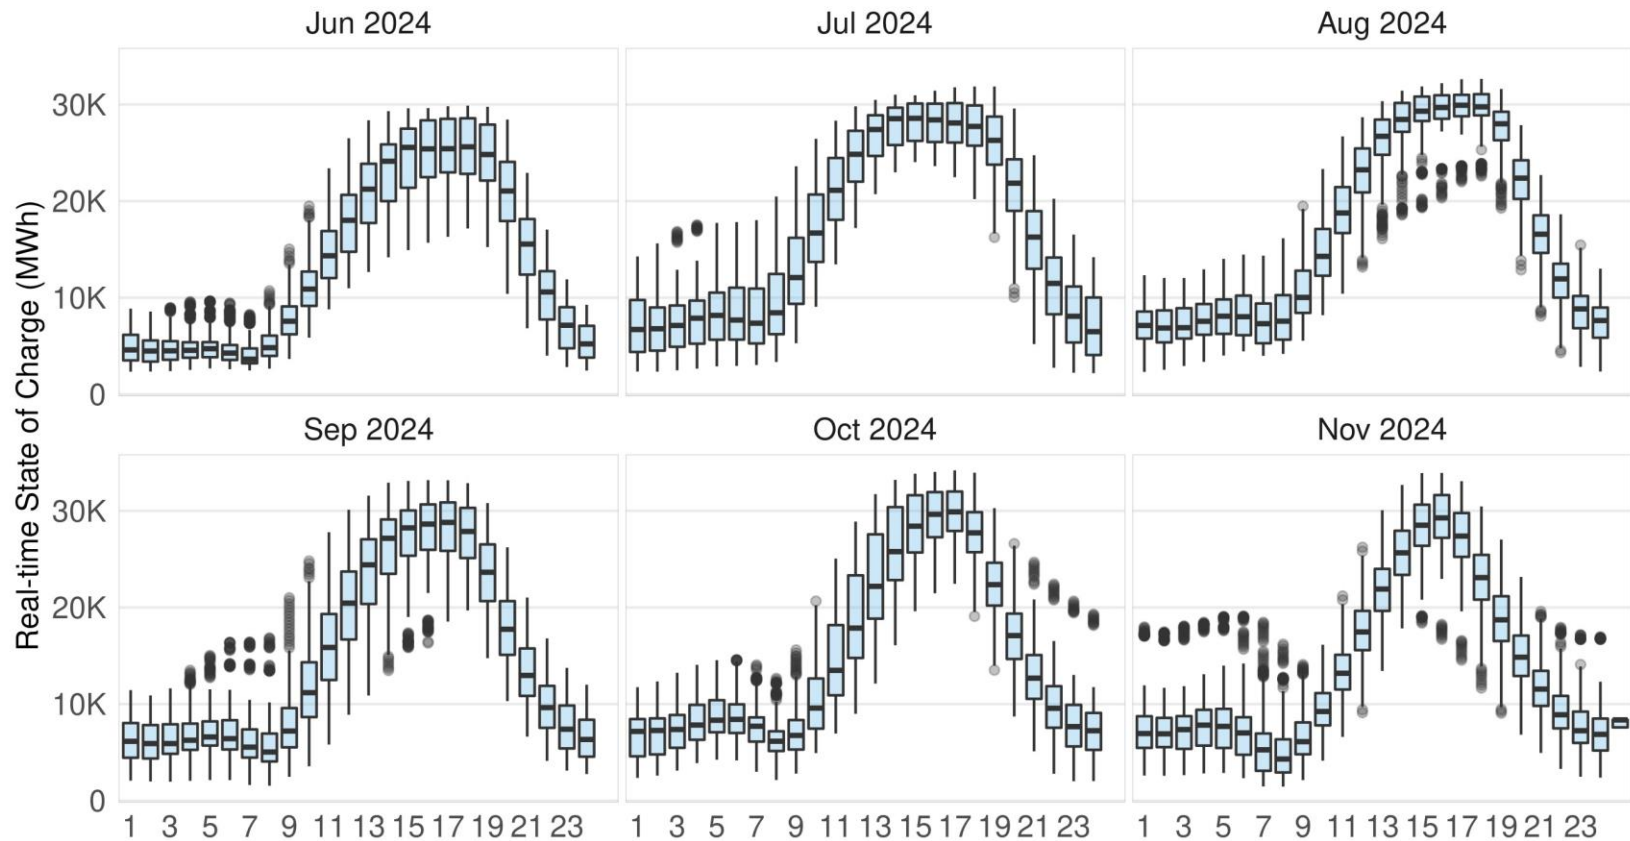 Jun 2024
Jul 2024
Aug 2024
30K
20K
10K
0
Sep 2024
Oct 2024
Nov 2024
30K
20K
10K
0
1 3 5 7 9 11 13 15 17 19 21 23
1 3 5 7 9 11 13 15 17 19 21 23
1 3 5 7 9 11 13 15 17 19 21 23
Real-time State of Charge (MWh)